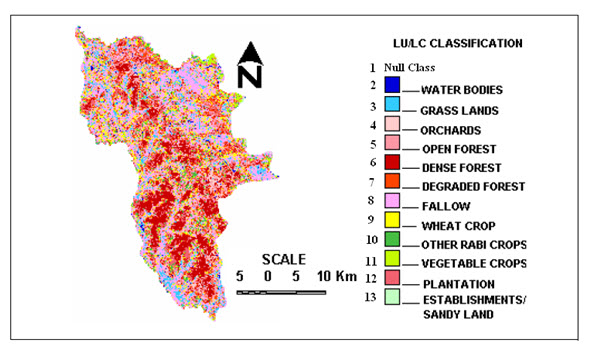 N
LU/LC CLASSIFICATION
1 Null Class
2 WATER BODIES
3 GRASS LANDS
4 ORCHARDS
5 OPEN FOREST
6 DENSE FOREST
7 DEGRADED FOREST
8 FALLOW
9 WHEAT CROP
10 OTHER RABI CROPS
11 VEGETABLE CROPS
12 PLANTATION
13 ESTABLISHMENTS/
SANDY LAND
SCALE
5 0 5 10 Km